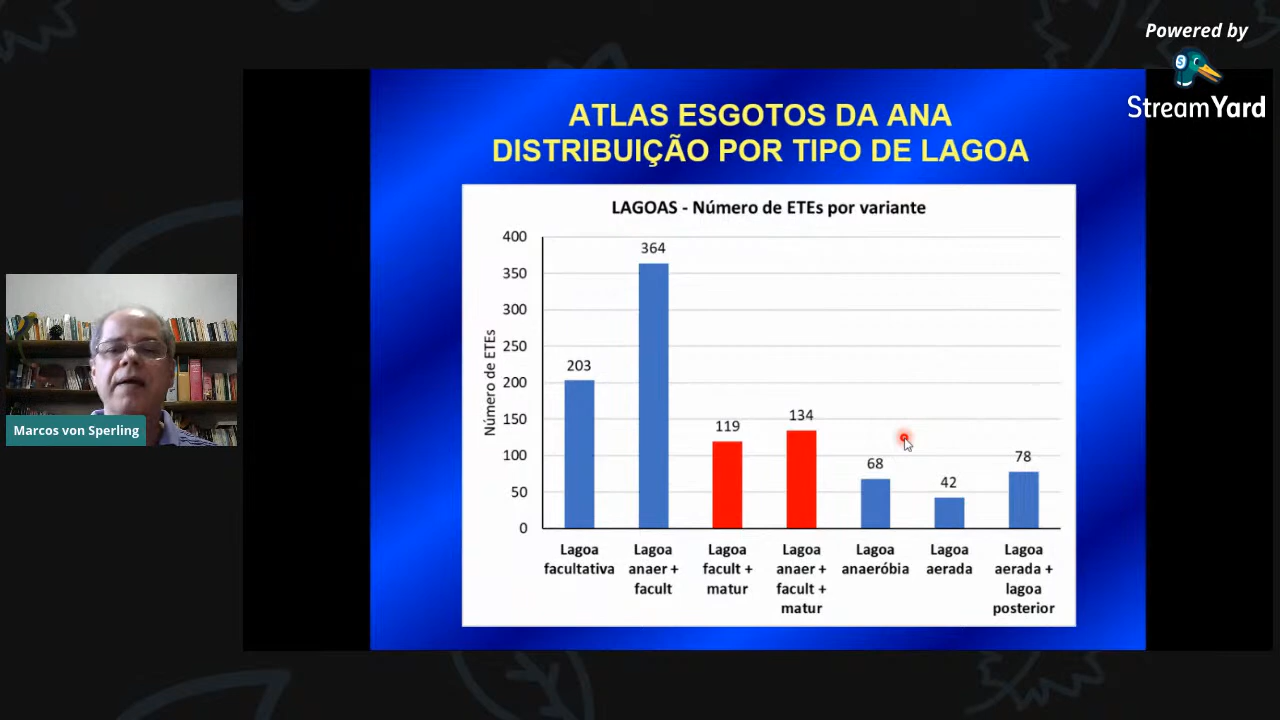 Powered by
StreamYard
ATLAS ESGOTOS DA ANA
DISTRIBUIÇÃO POR TIPO DE LAGOA
LAGOAS - Número de ETEs por variante
Número de ETEs
400
350
300
250
200
150
100
50
0
203
364
119
134
68
42
78
Lagoa
facultativa
Lagoa
anaer +
facult
Lagoa
facult +
matur
Lagoa
anaer +
facult +
matur
Lagoa
anaeróbia
Lagoa
aerada
Lagoa
aerada +
lagoa
posterior
Marcos von Sperling